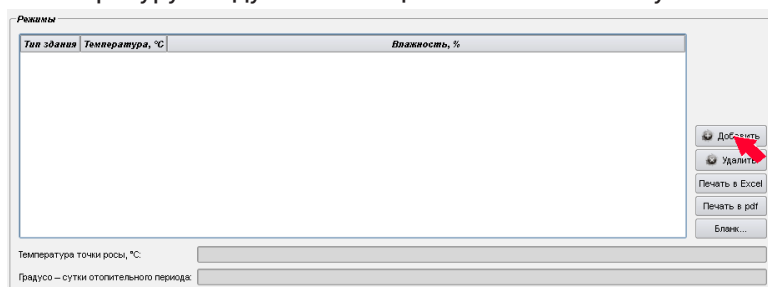 Режимы
Тип здания Температура, °C Влажность, %
Добавить
Удалить
Печать в Excel
Печать в pdf
Бланк...
Температура точки росы, °C:
Градусо – сутки отопительного периода: